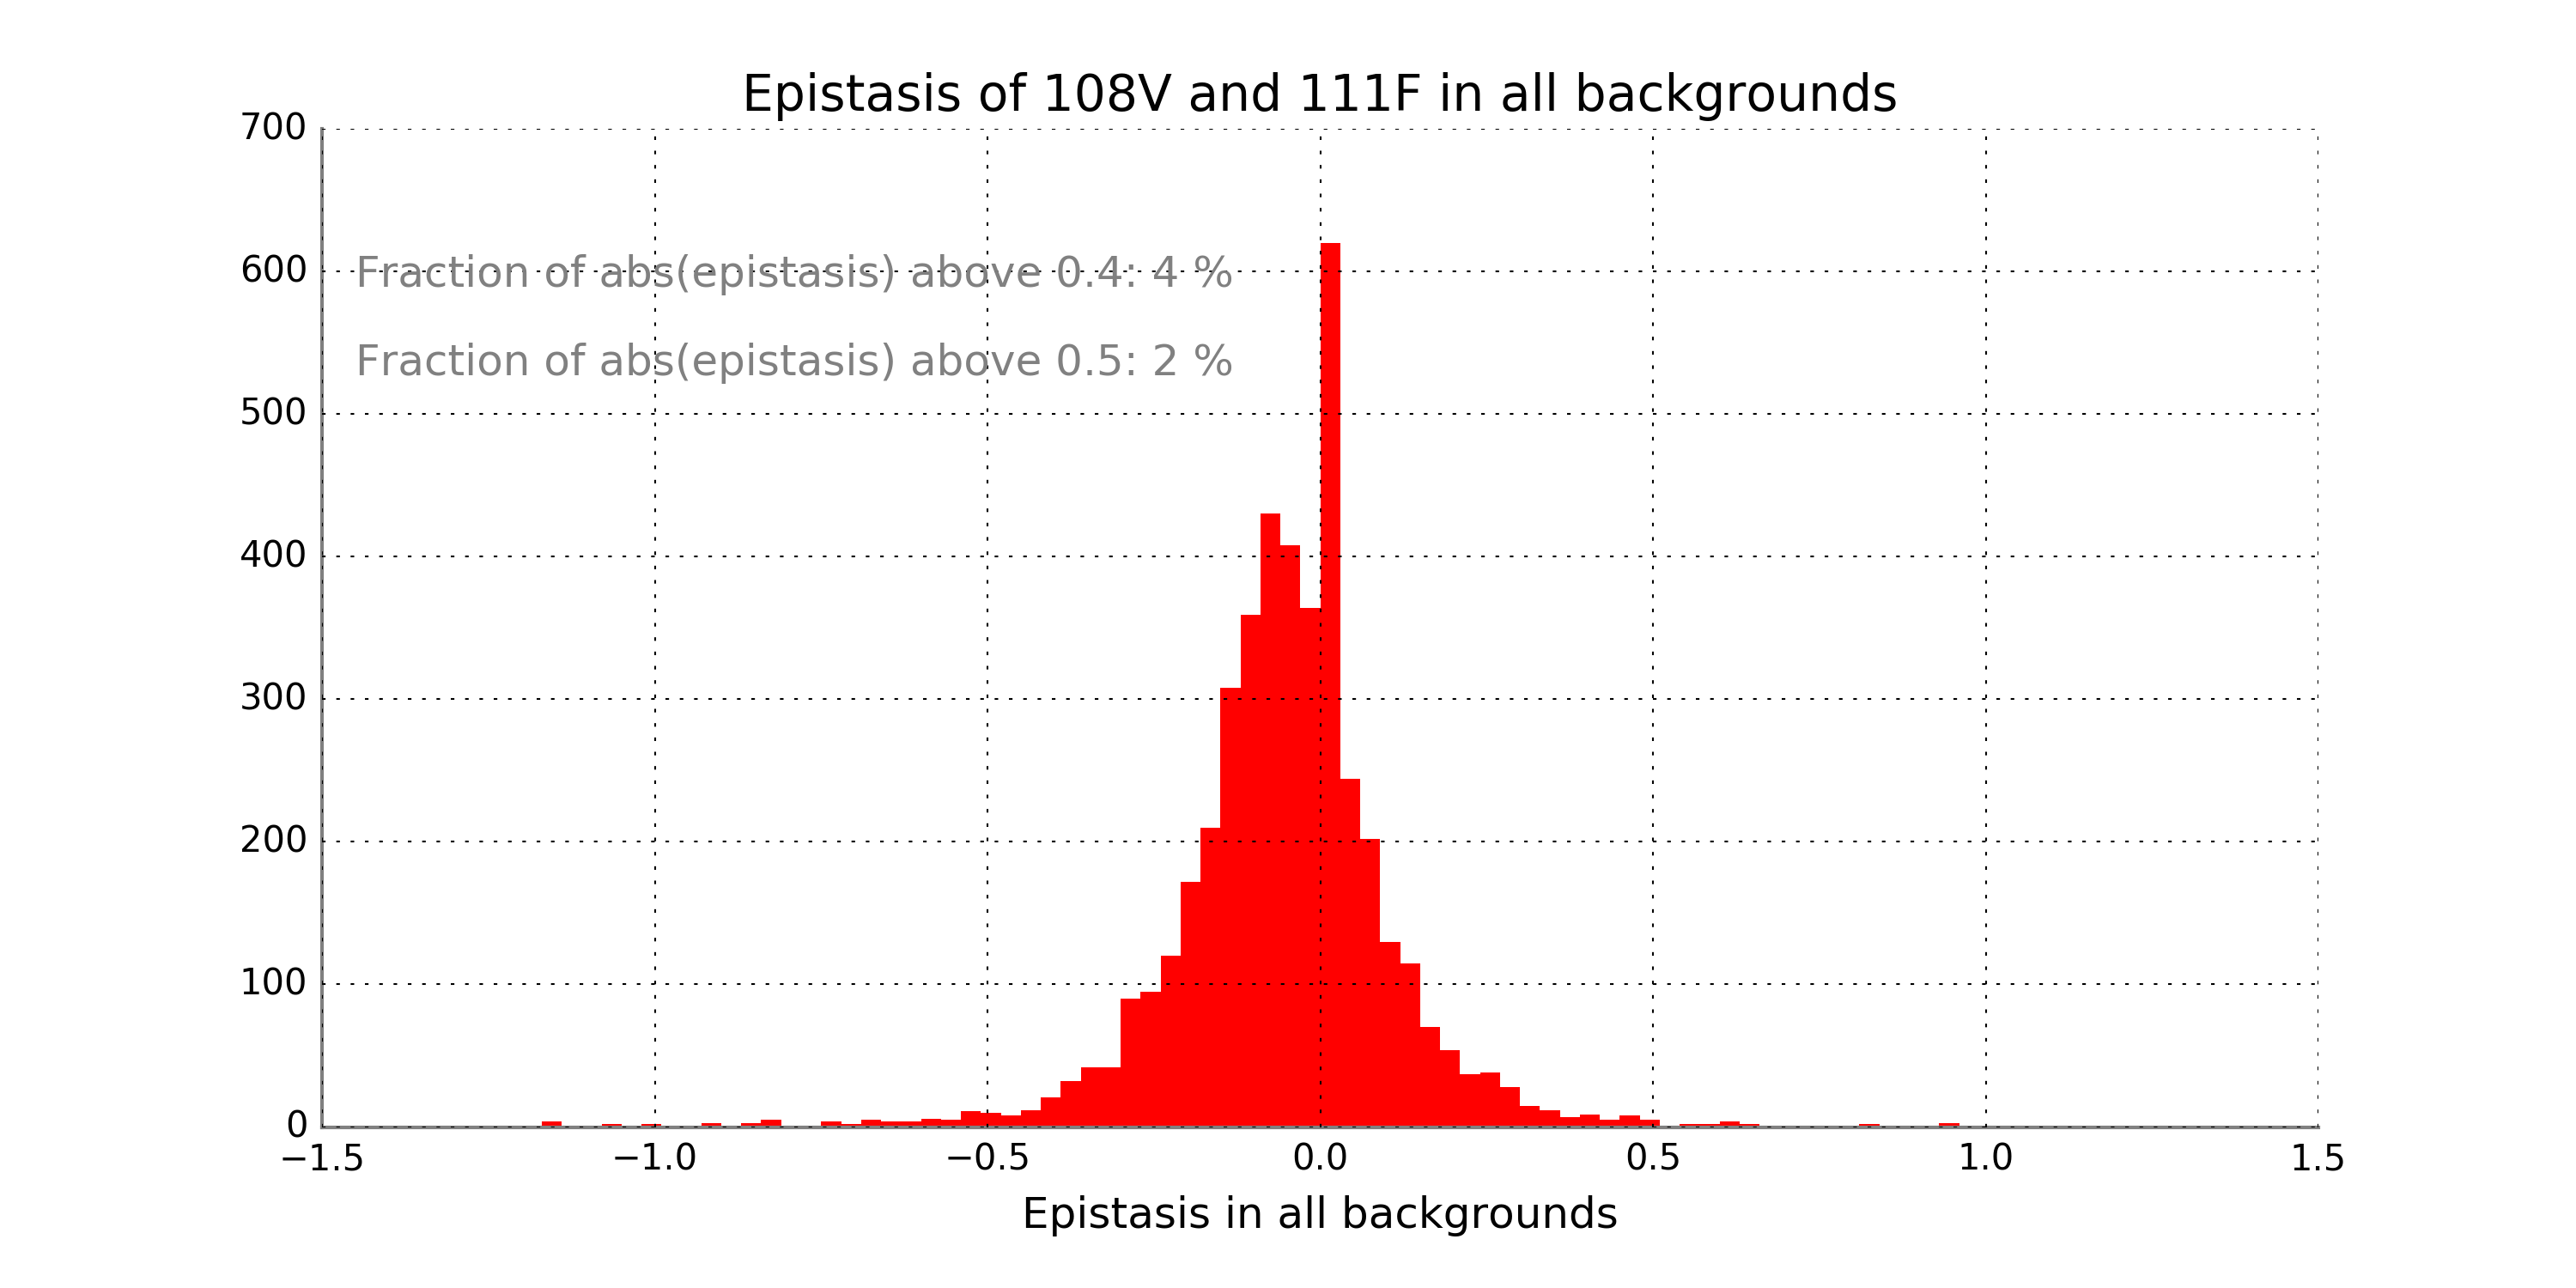 Epistasis of 108V and 111F in all backgrounds
700
600
500
400
300
200
100
0
Fraction of abs(epistasis) above 0.4: 4 %
Fraction of abs(epistasis) above 0.5: 2 %
−1.5 −1.0 −0.5 0.0 0.5 1.0 1.5
Epistasis in all backgrounds